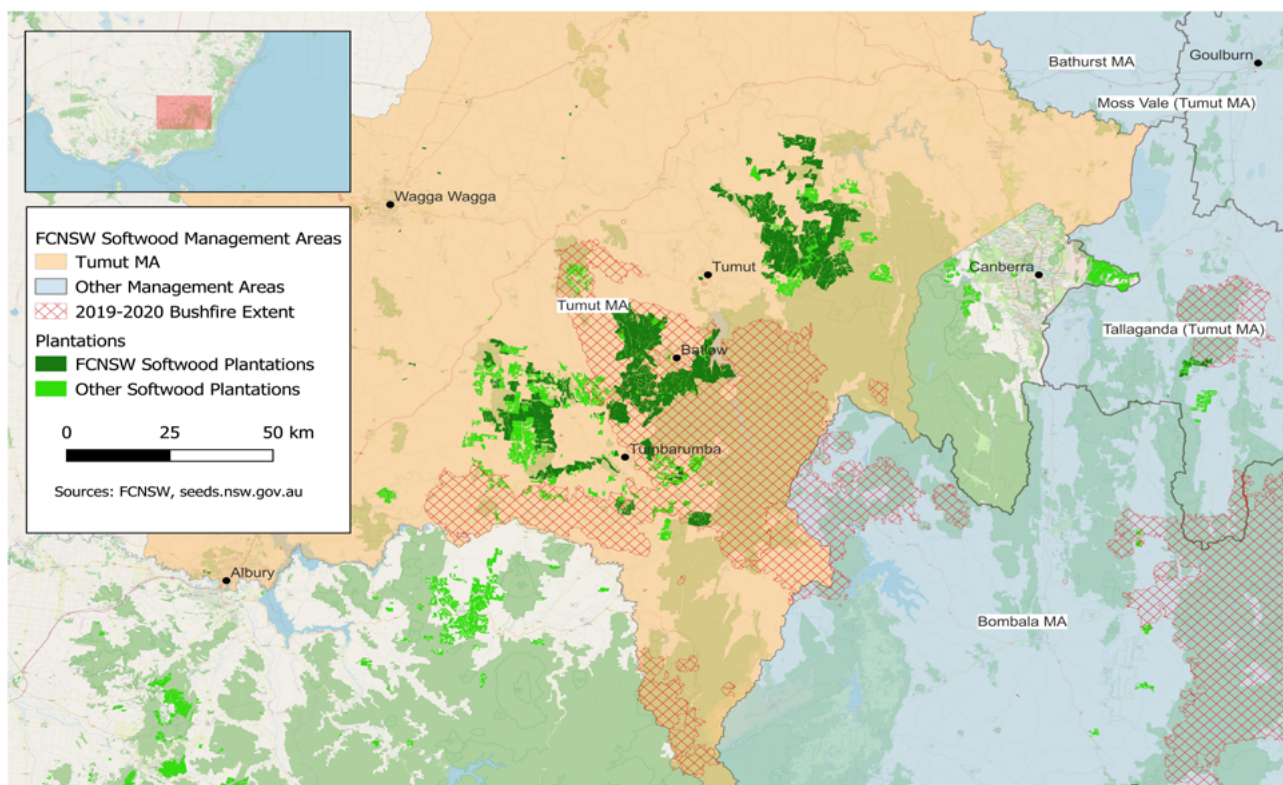 FCNSW Softwood Management Areas
Tumut MA
Other Management Areas
2019-2020 Bushfire Extent
Plantations
FCNSW Softwood Plantations
Other Softwood Plantations
0 25 50 km
Sources: FCNSW, seeds.nsw.gov.au
Bathurst MA
Goulburn
Moss Vale (Tumut MA)
Wagga Wagga
Tumut
Canberra
Tumut MA
Tallaganda (Tumut MA)
Batlow
Tumbarumba
Albury
Bombala MA